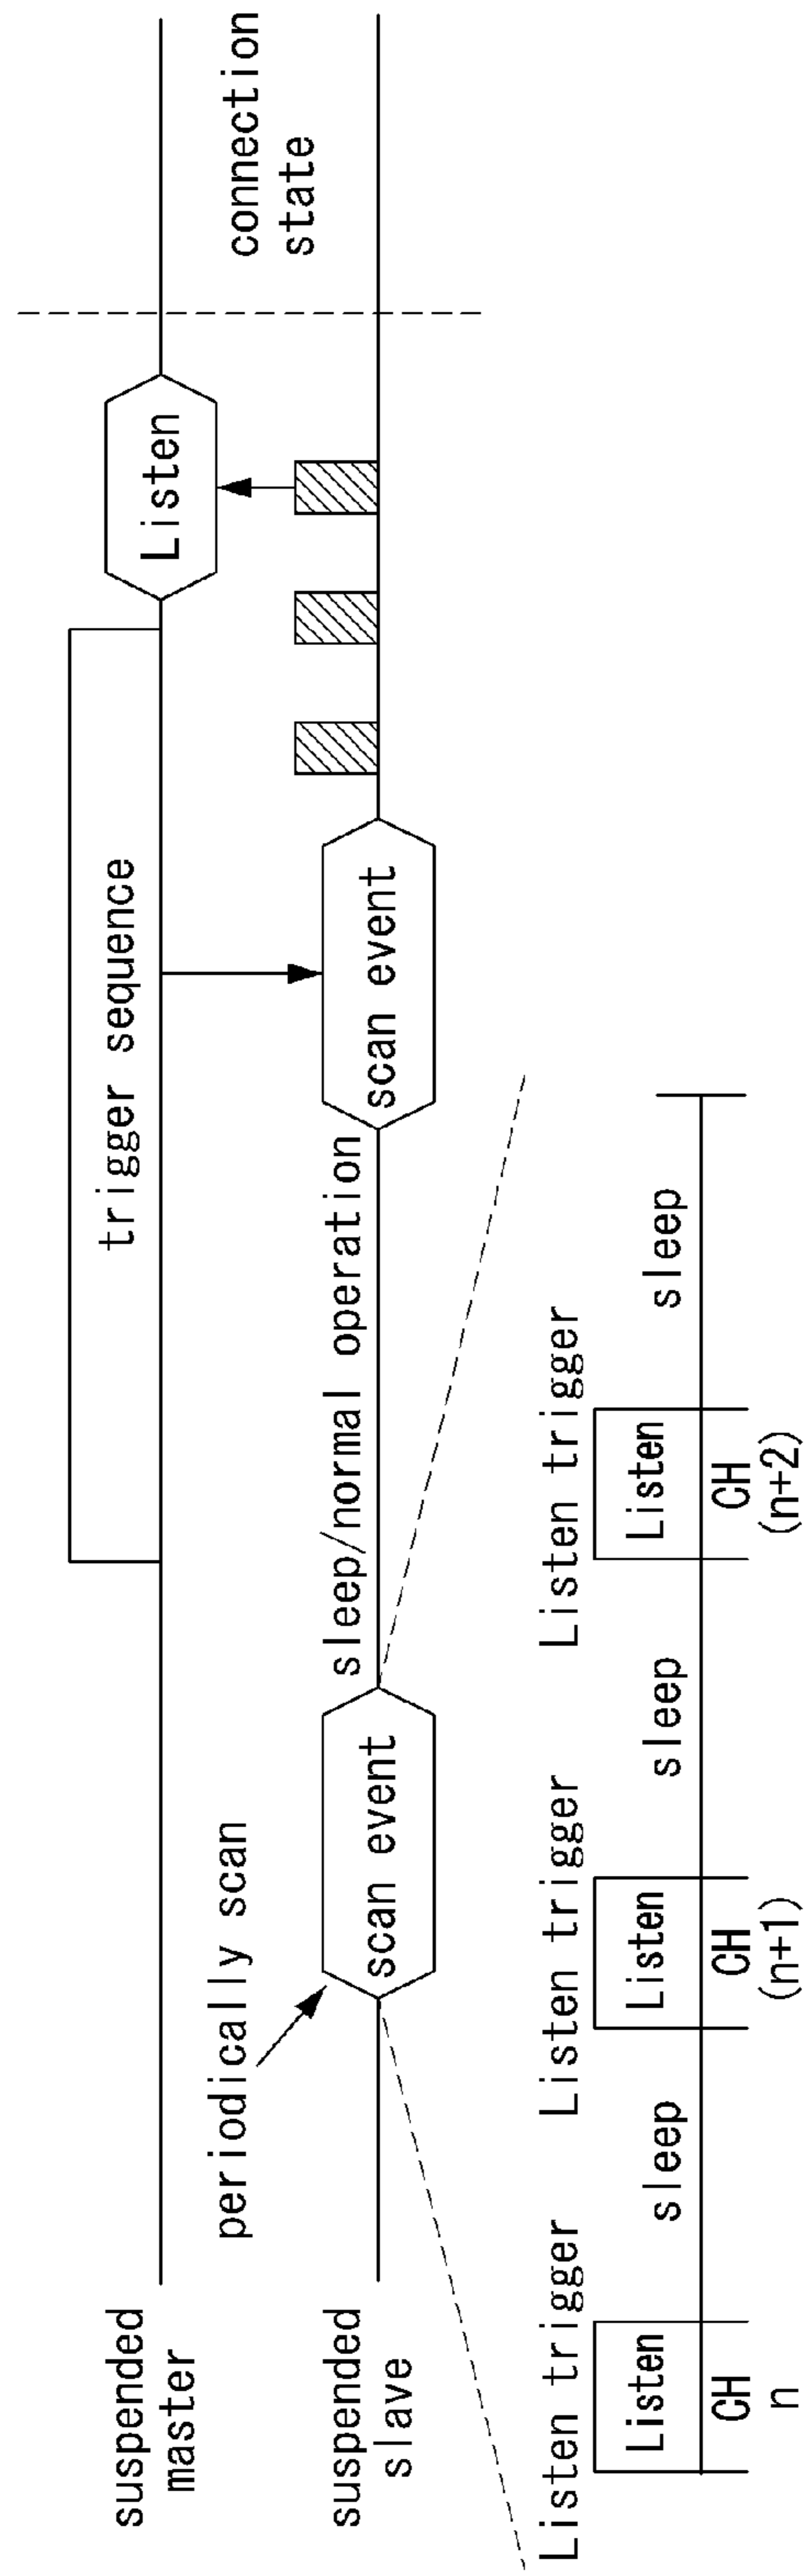 suspended
master
trigger sequence
Listen
connection
state
periodically scan
suspended
slave
scan event
sleep/normal operation
scan event
Listen trigger
Listen trigger
Listen trigger
Listen
sleep
Listen
sleep
Listen
sleep
CH
n
CH
(n+1)
CH
(n+2)